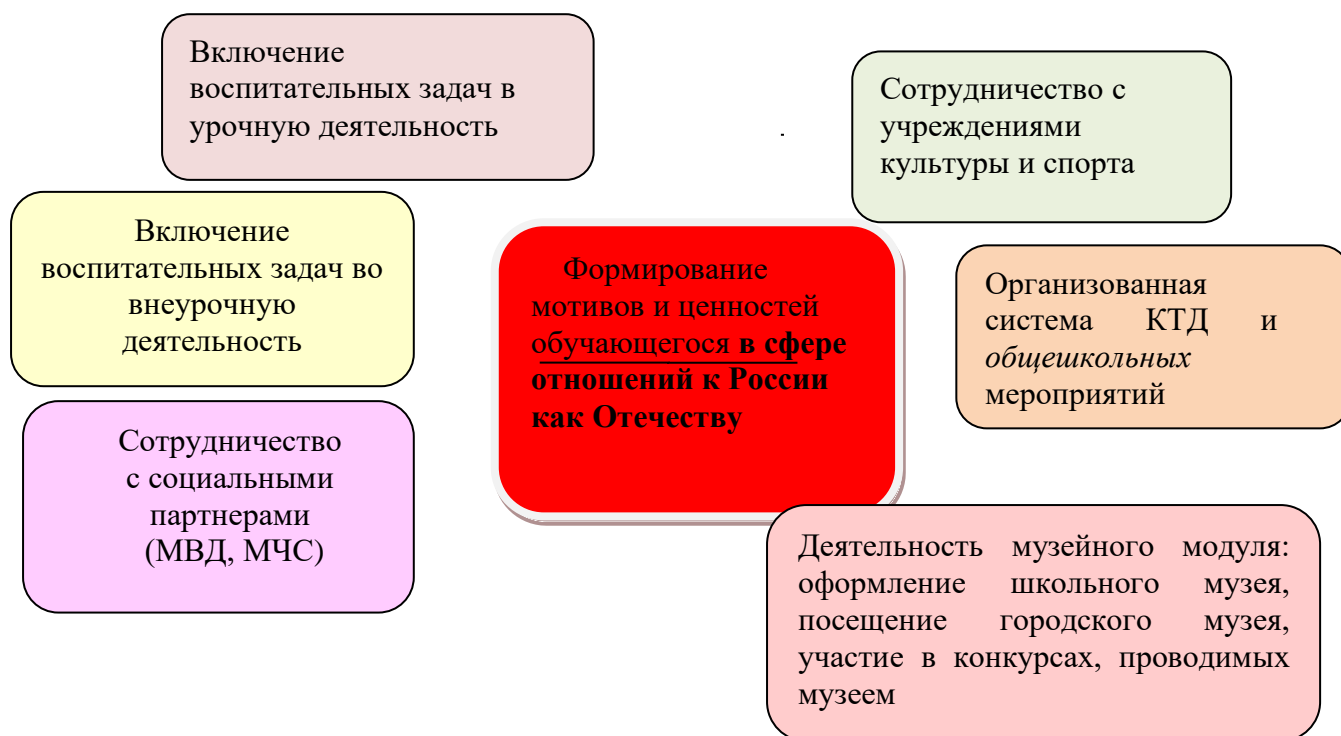 Включение
воспитательных задач в
урочную деятельность
Сотрудничество с
учреждениями
культуры и спорта
Включение
воспитательных задач во
внеурочную
деятельность
Формирование
мотивов и ценностей
обучающегося в сфере
отношений к России
как Отечеству
Организованная
система КТД и
общешкольных
мероприятий
Сотрудничество
с социальными
партнерами
(МВД, МЧС)
Деятельность музейного модуля:
оформление школьного музея,
посещение городского музея,
участие в конкурсах, проводимых
музеем